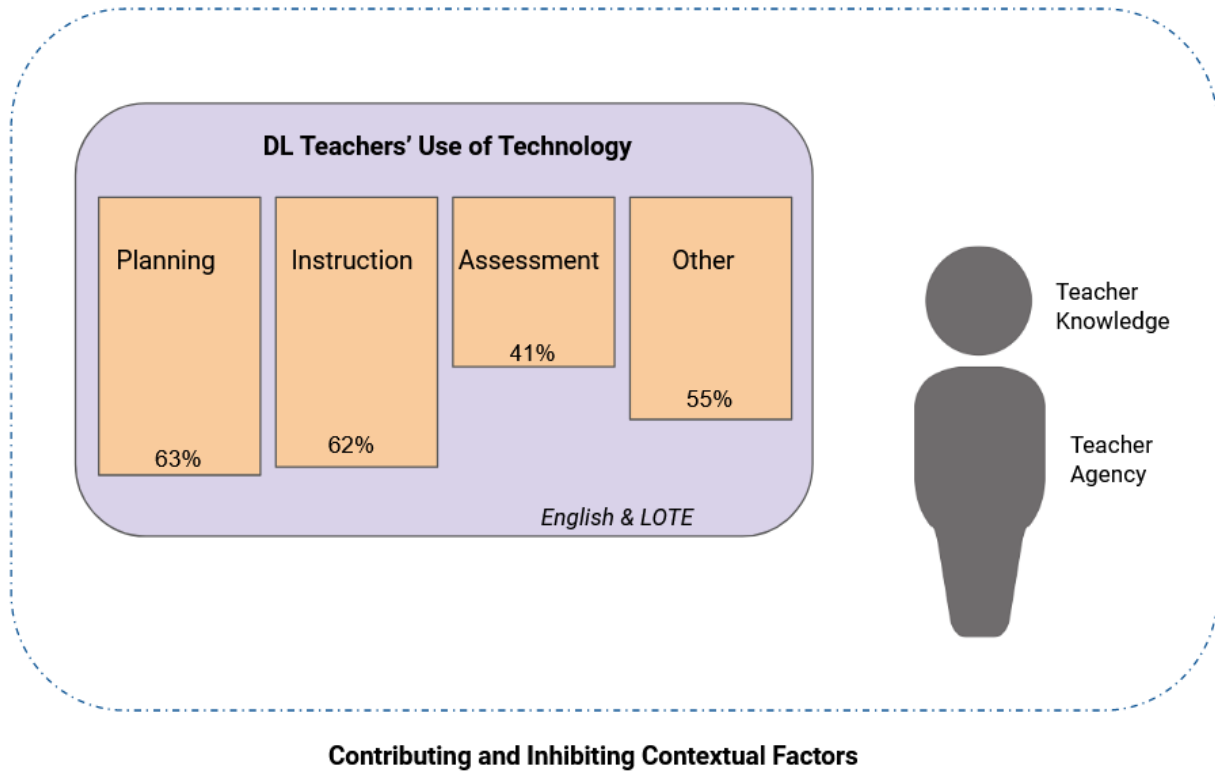 DL Teachers’ Use of Technology
Planning
Instruction
Assessment
Other
63%
62%
41%
55%
English & LOTE
Teacher
Knowledge
Teacher
Agency
Contributing and Inhibiting Contextual Factors